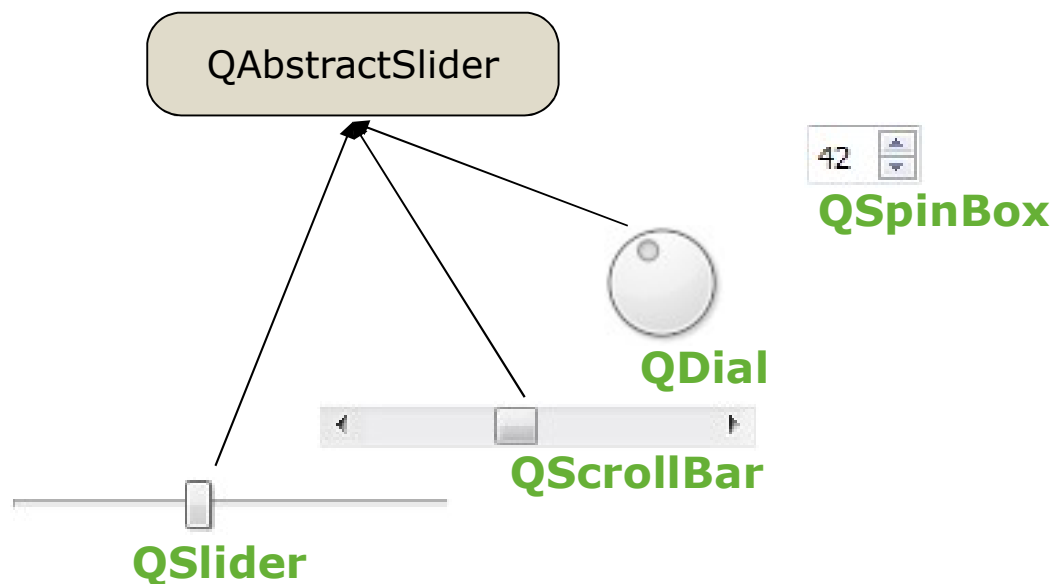 QAbstractSlider
42
QSpinBox
QDial
QScrollBar
QSlider